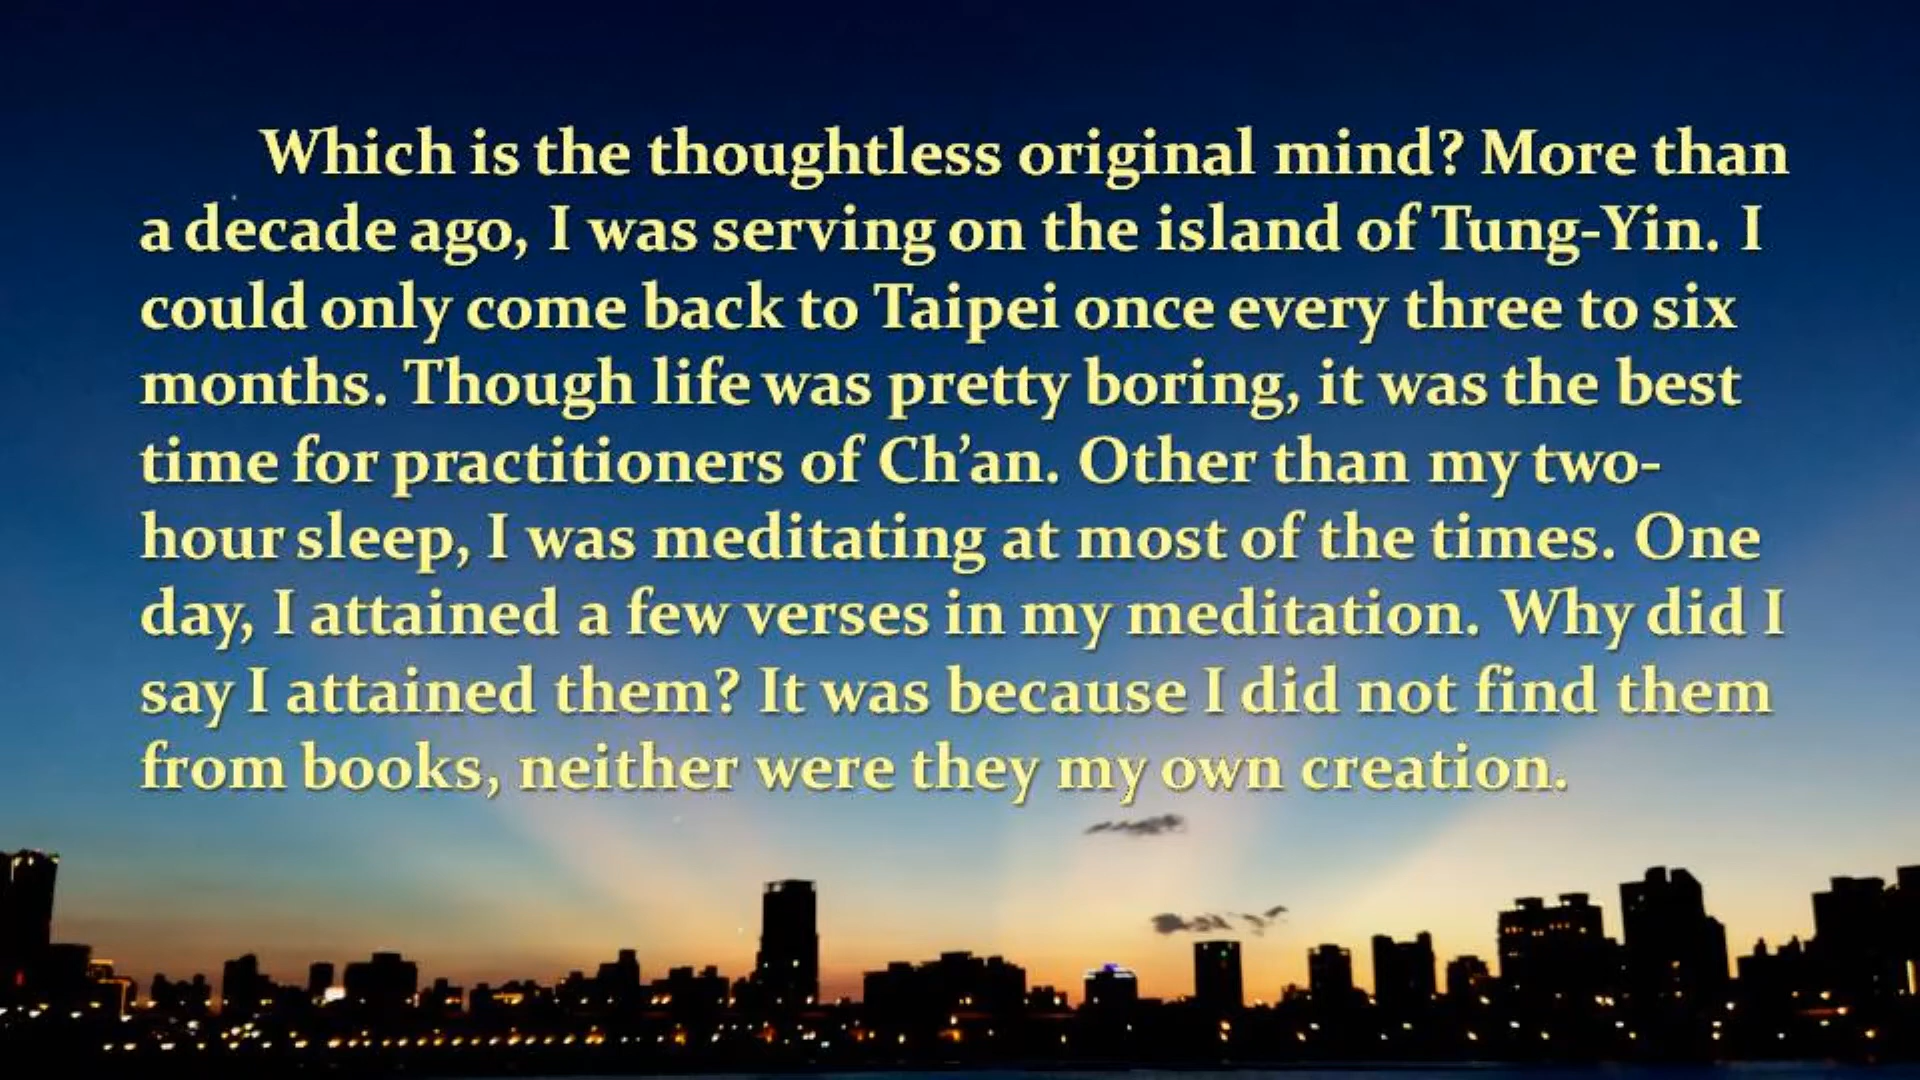 Which is the thoughtless original mind? More than
a decade ago, I was serving on the island of Tung-Yin. I
could only come back to Taipei once every three to six
months. Though life was pretty boring, it was the best
time for practitioners of Ch’an. Other than my two-
hour sleep, I was meditating at most of the times. One
day, I attained a few verses in my meditation. Why did I
say I attained them? It was because I did not find them
from books, neither were they my own creation.